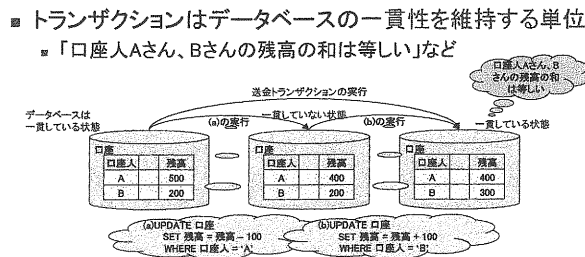 トランザクションはデータベースの一貫性を維持する単位
「口座人Aさん、Bさんの残高の和は等しい」など
口座人Aさん、B
さんの残高の和
は等しい
送会トランザクションの実行
データベースは
一貫している状態
(a)の実行
一貫していない状態
(b)の実行
一貫している状態
口座
口座人 残高
A 500
B 200
口座
口座人 残高
A 400
B 200
口座
口座人 残高
A 400
B 300
(a)UPDATE 口座
SET 残高 = 残高 − 100
WHERE 口座人 = 'A'
(b)UPDATE 口座
SET 残高 = 残高 + 100
WHERE 口座人 = 'B'